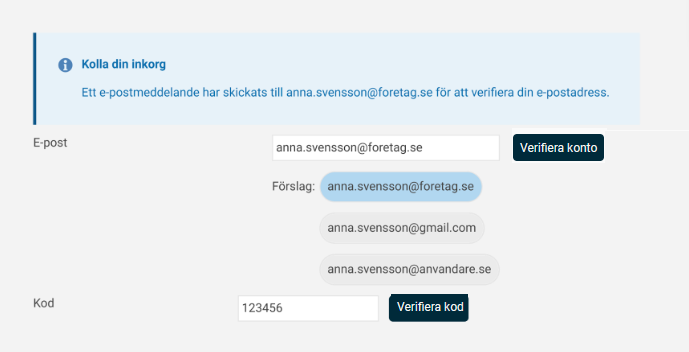 Kolla din inkorg
Ett e-postmeddelande har skickats till anna.svensson@foretag.se för att verifiera din e-postadress.
E-post anna.svensson@foretag.se Verifiera konto
Förslag: anna.svensson@foretag.se
anna.svensson@gmail.com
anna.svensson@anvandare.se
Kod 123456 Verifiera kod